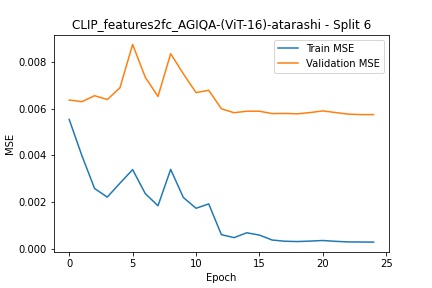 CLIP_features2fc_AGIQA-(ViT-16)-atarashi - Split 6
Train MSE
Validation MSE
0.008
0.006
0.004
0.002
0.000
MSE
0 5 10 15 20 25
Epoch